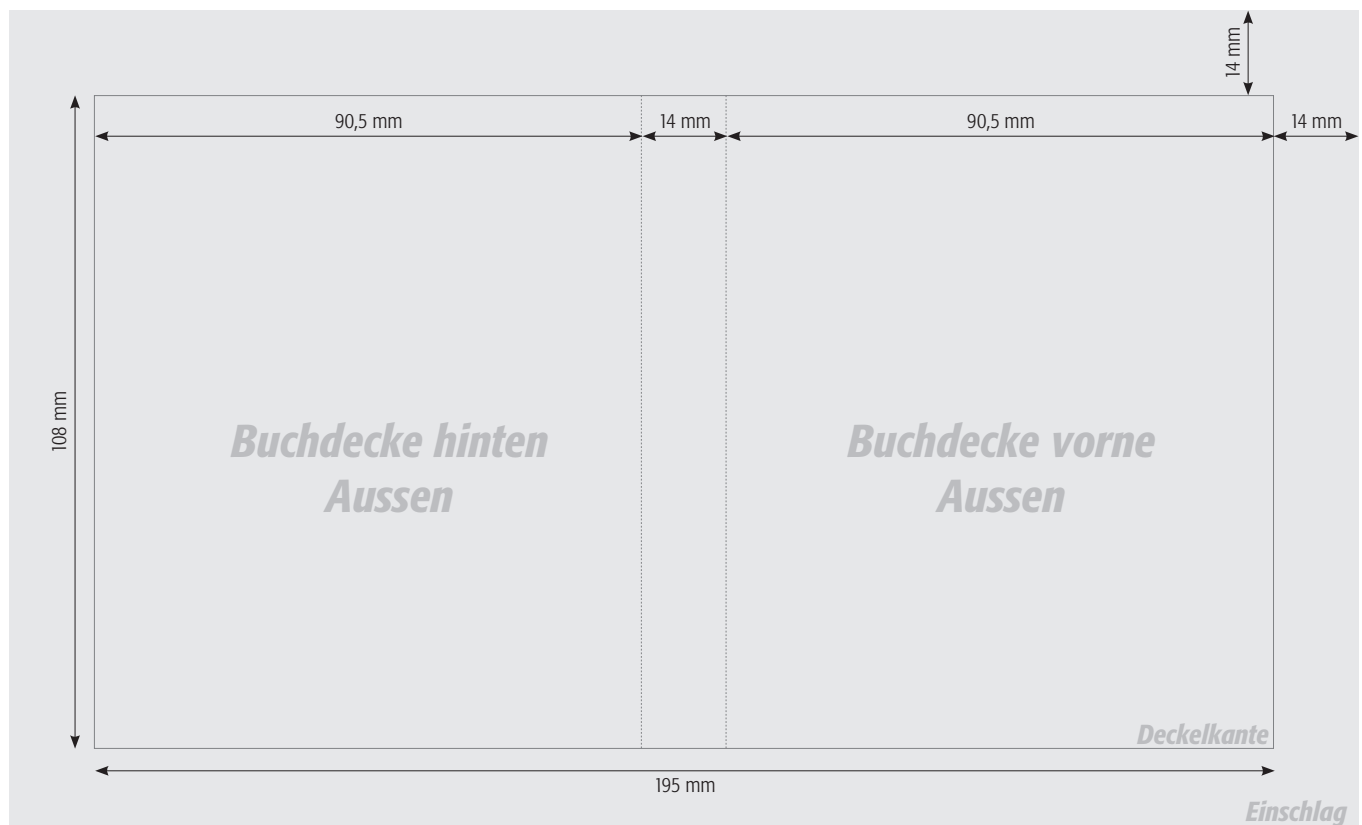 14 mm
90,5 mm
14 mm
90,5 mm
14 mm
108 mm
Buchdecke hinten
Aussen
Buchdecke vorne
Aussen
Deckelkante
195 mm
Einschlag